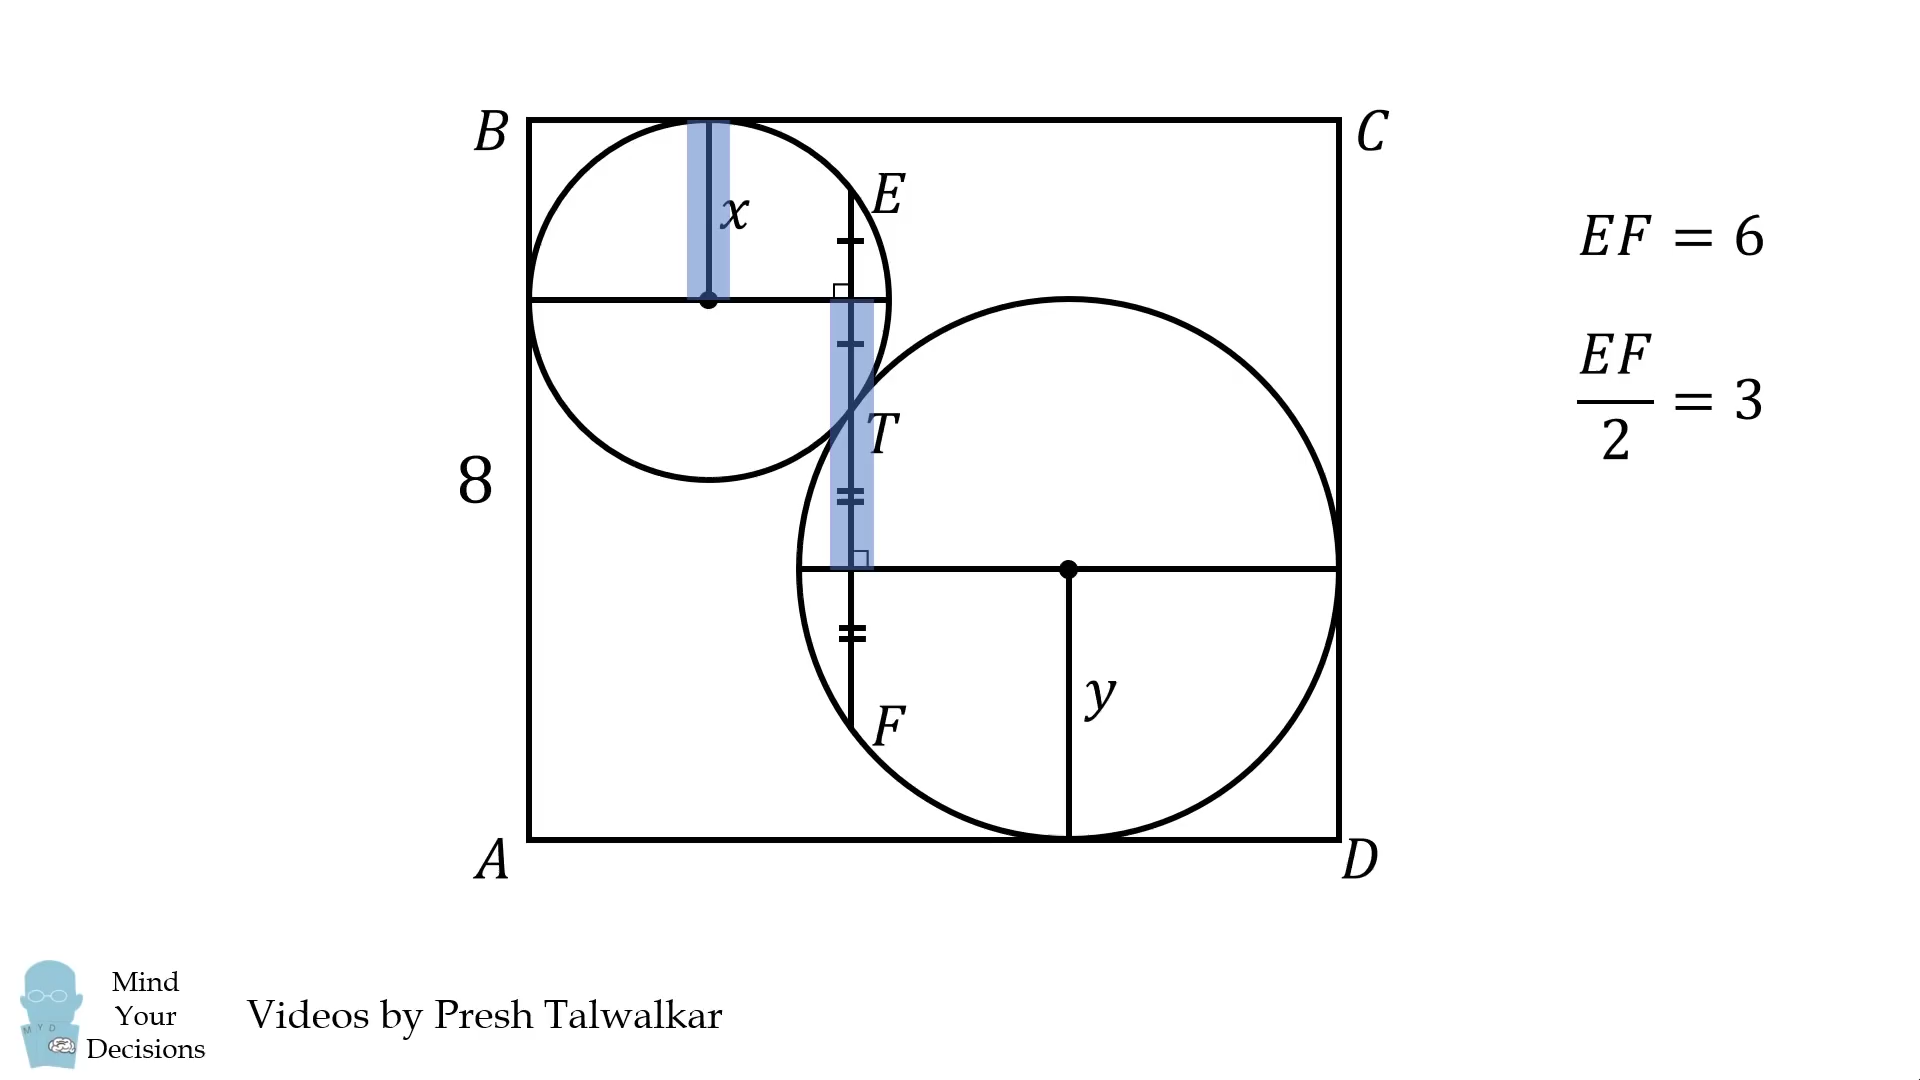 B
C
E
x
EF = 6
EF/2 = 3
T
8
y
F
A
D
M Y D
Mind
Your
Decisions
Videos by Presh Talwalkar